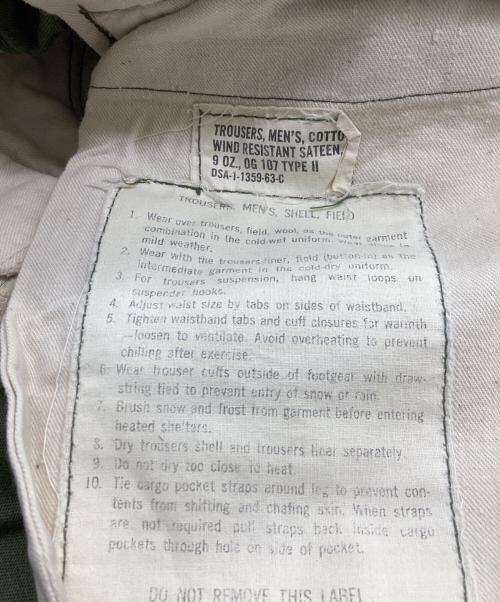 TROUSERS, MEN'S, COTTO
WIND RESISTANT SATEEN,
9 OZ., OG 107 TYPE II
DSA-1-1359-63-C
TROUSERS, MEN'S, SHELL, FIELD
1. Wear over trousers, field, wool, as the outer garment
combination in the cold-wet uniform. Wear alone in
mild weather.
2. Wear with the trousers-liner, field (button-in) as the
intermediate garment in the cold-dry uniform.
3. For trousers suspension, hang waist loops on
suspender hooks.
4. Adjust waist size by tabs on sides of waistband.
5. Tighten waistband tabs and cuff closures for warmth
—loosen to ventilate. Avoid overheating to prevent
chilling after exercise.
6. Wear trouser cuffs outside of footgear with draw-
string tied to prevent entry of snow or rain.
7. Brush snow and frost from garment before entering
heated shelters.
8. Dry trousers shell and trousers liner separately.
9. Do not dry too close to heat.
10. Tie cargo pocket straps around leg to prevent con-
tents from shifting and chafing skin. When straps
are not required pull straps back inside cargo
pockets through hole on side of pocket.
DO NOT REMOVE THIS LABEL